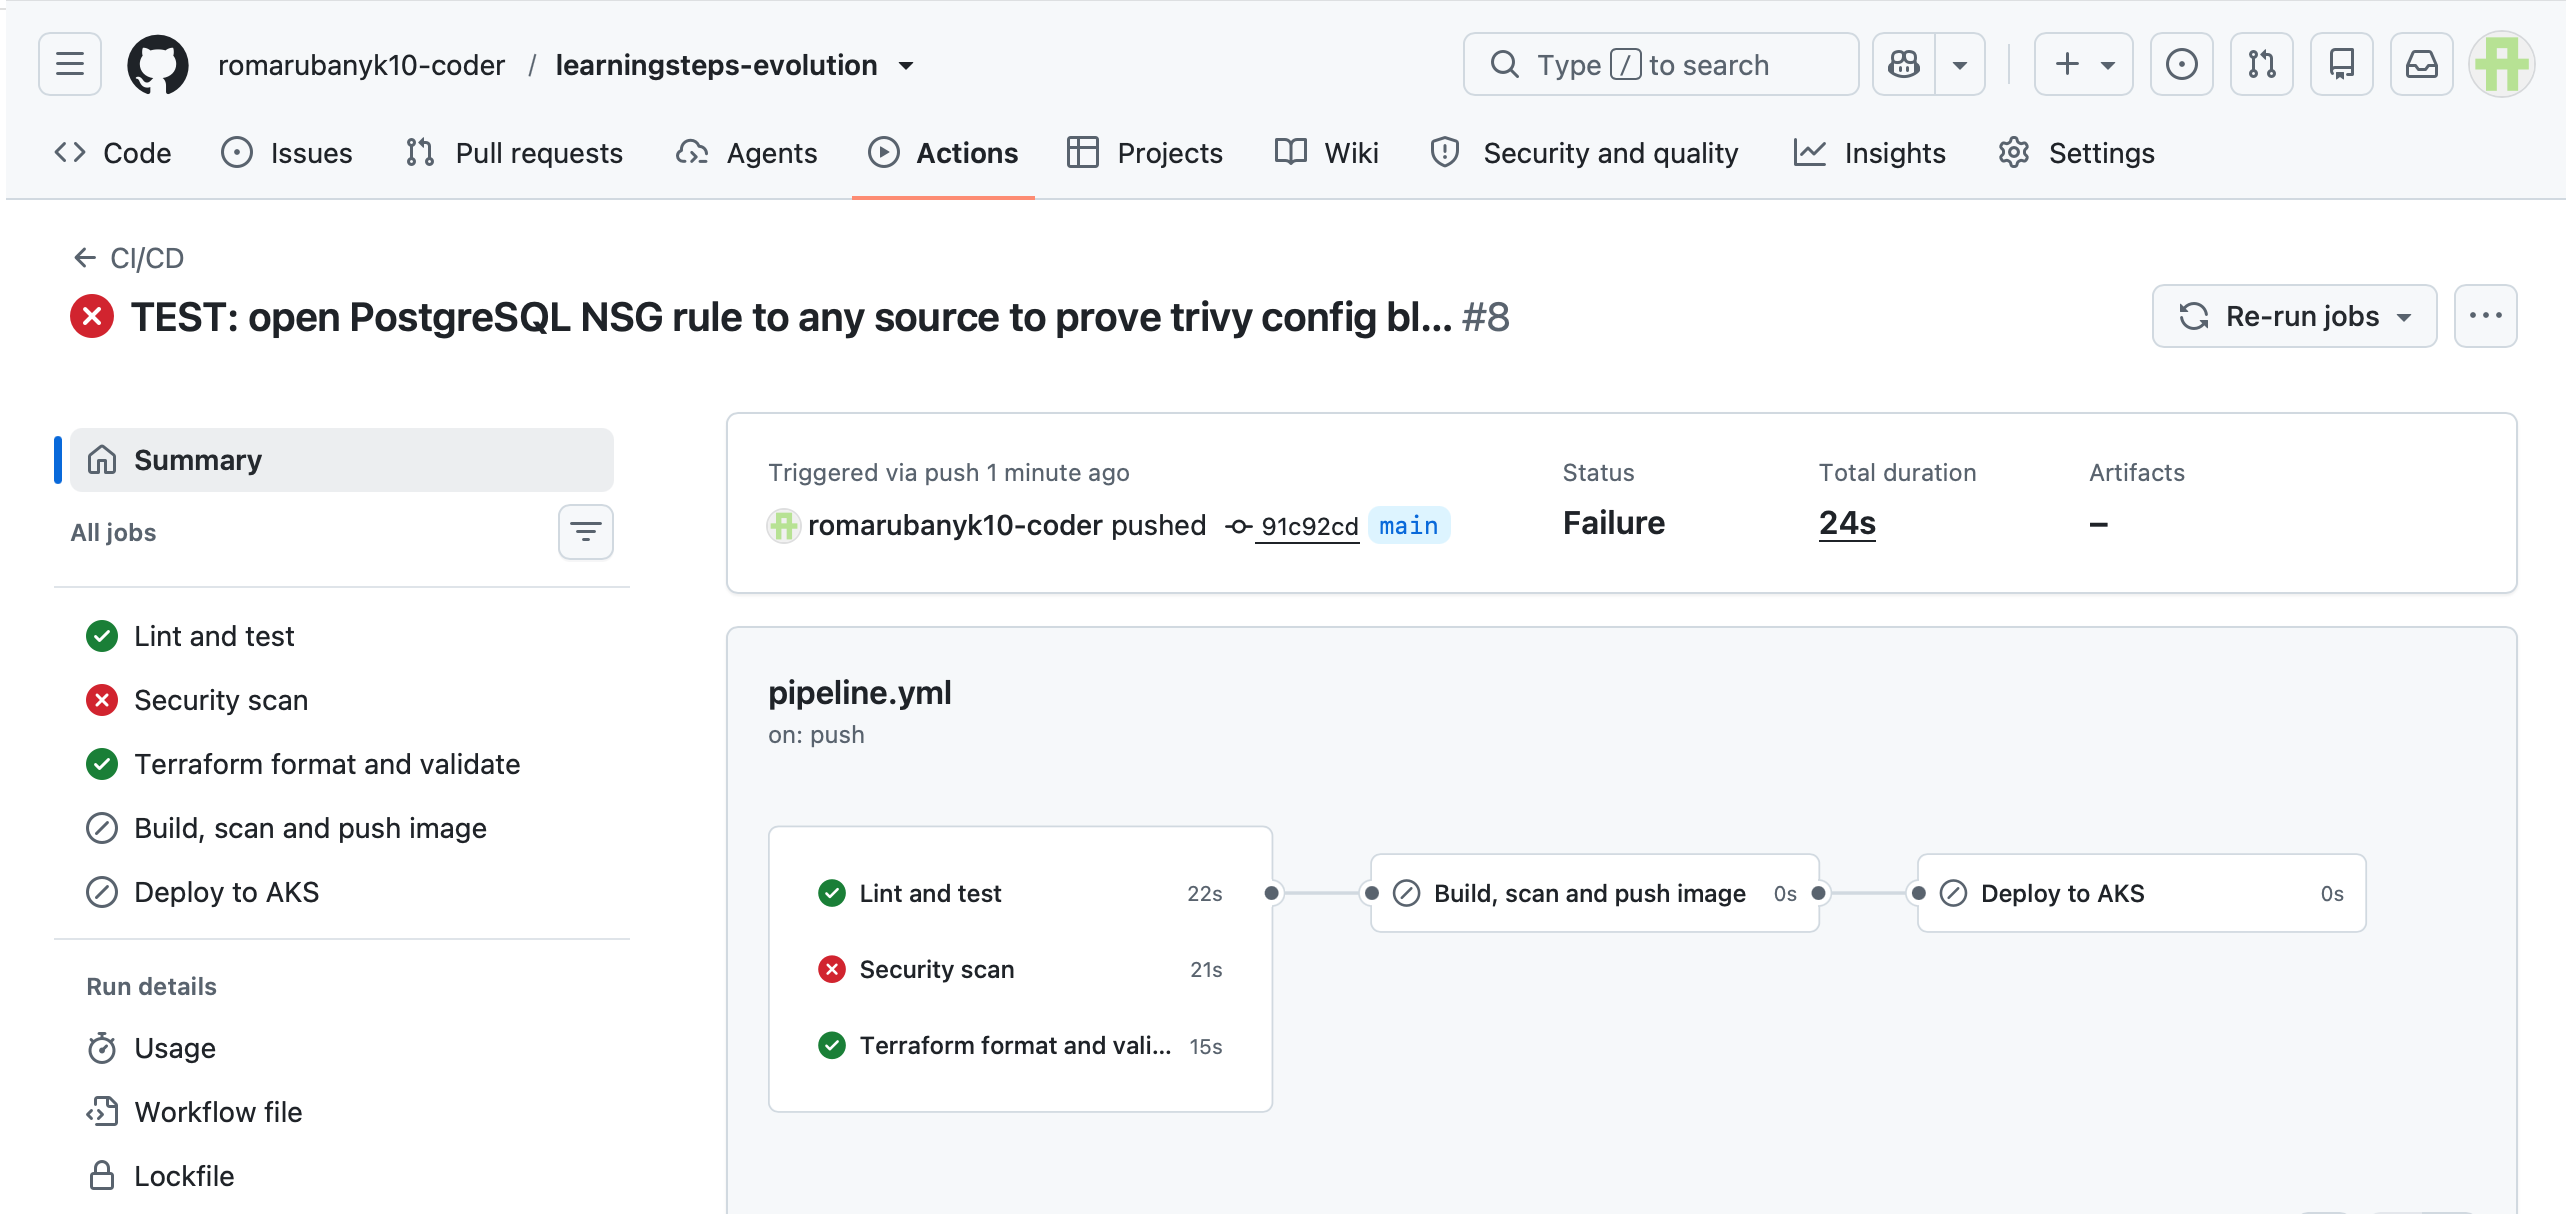 romarubanyk10-coder / learningsteps-evolution
Type / to search
Code
Issues
Pull requests
Agents
Actions
Projects
Wiki
Security and quality
Insights
Settings
CI/CD
TEST: open PostgreSQL NSG rule to any source to prove trivy config bl... #8
Re-run jobs
Summary
All jobs
Lint and test
Security scan
Terraform format and validate
Build, scan and push image
Deploy to AKS
Run details
Usage
Workflow file
Lockfile
Triggered via push 1 minute ago
romarubanyk10-coder pushed 91c92cd main
Status
Failure
Total duration
24s
Artifacts
–
pipeline.yml
on: push
Lint and test 22s
Security scan 21s
Terraform format and vali... 15s
Build, scan and push image 0s
Deploy to AKS 0s